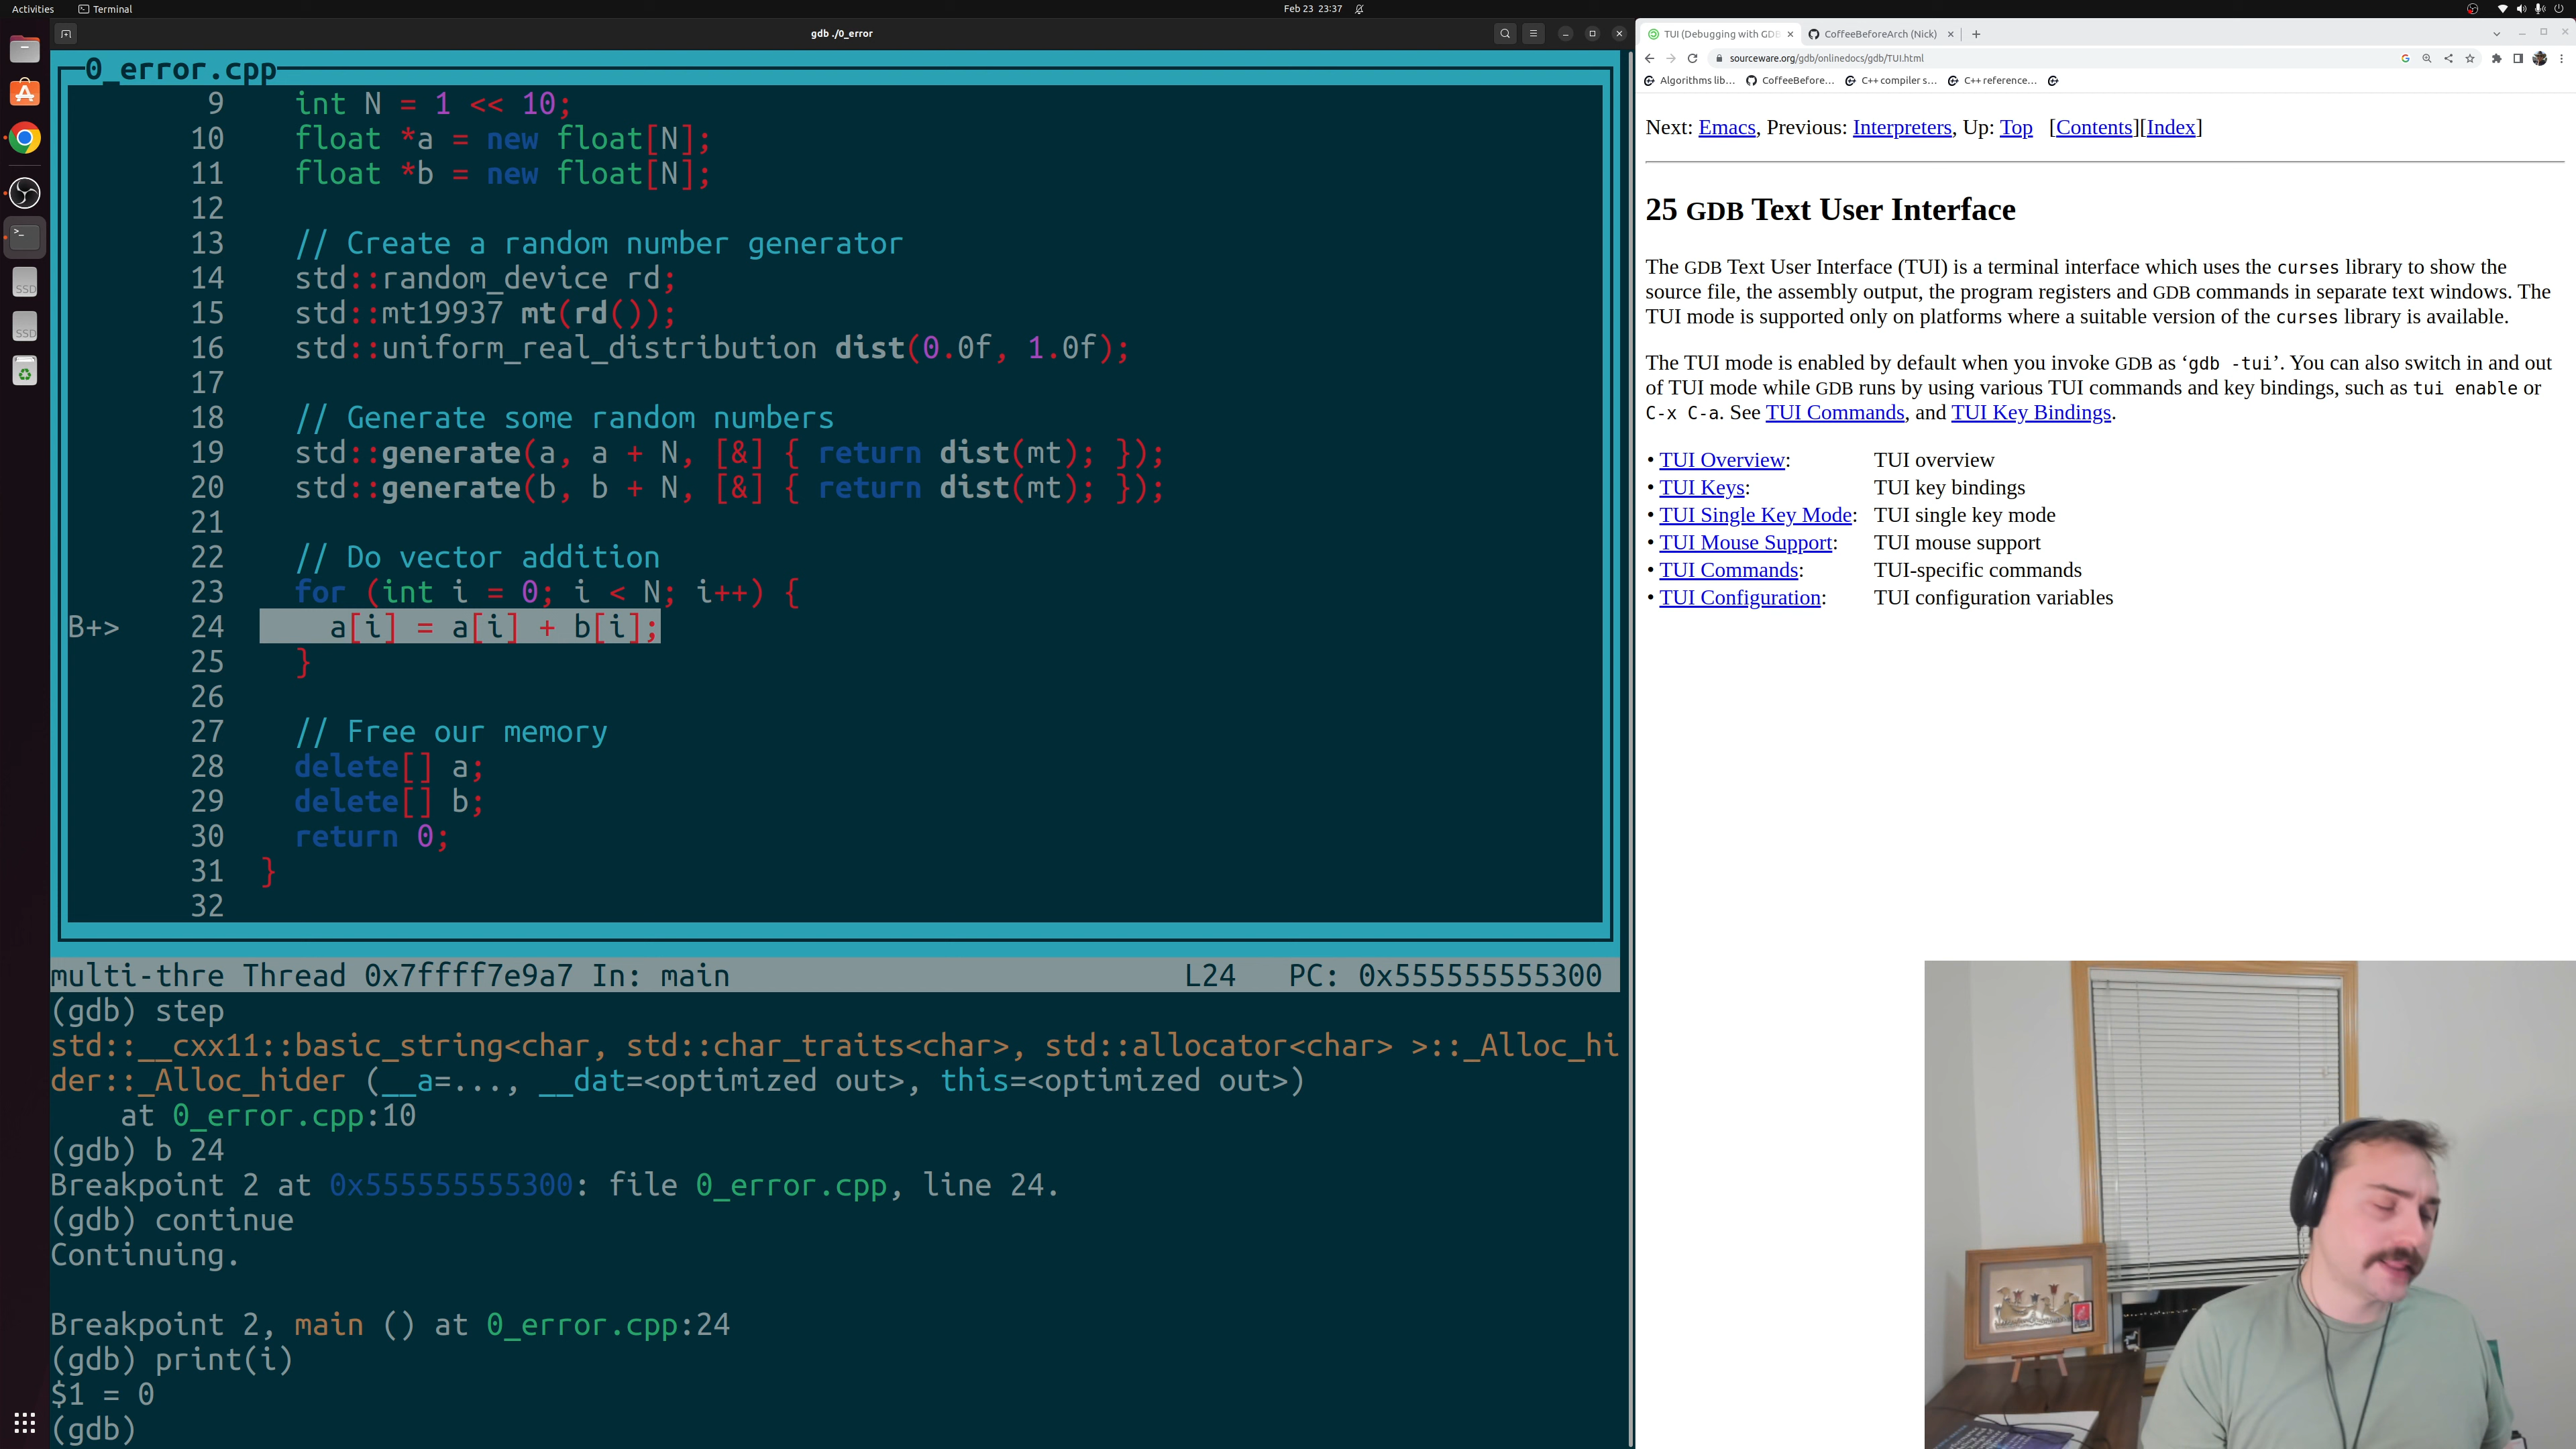 Activities
Terminal
Feb 23 23:37
gdb ./0_error
0_error.cpp
9 int N = 1 << 10;
10 float *a = new float[N];
11 float *b = new float[N];
12
13 // Create a random number generator
14 std::random_device rd;
15 std::mt19937 mt(rd());
16 std::uniform_real_distribution dist(0.0f, 1.0f);
17
18 // Generate some random numbers
19 std::generate(a, a + N, [&] { return dist(mt); });
20 std::generate(b, b + N, [&] { return dist(mt); });
21
22 // Do vector addition
23 for (int i = 0; i < N; i++) {
B+> 24 a[i] = a[i] + b[i];
25 }
26
27 // Free our memory
28 delete[] a;
29 delete[] b;
30 return 0;
31 }
32
multi-thre Thread 0x7ffff7e9a7 In: main L24 PC: 0x555555555300
(gdb) step
std::__cxx11::basic_string<char, std::char_traits<char>, std::allocator<char> >::_Alloc_hi
der::_Alloc_hider (__a=..., __dat=<optimized out>, this=<optimized out>)
at 0_error.cpp:10
(gdb) b 24
Breakpoint 2 at 0x555555555300: file 0_error.cpp, line 24.
(gdb) continue
Continuing.
Breakpoint 2, main () at 0_error.cpp:24
(gdb) print(i)
$1 = 0
(gdb)
SSD
SSD
TUI (Debugging with GDB
CoffeeBeforeArch (Nick)
sourceware.org/gdb/onlinedocs/gdb/TUI.html
Algorithms lib... CoffeeBefore... C++ compiler s... C++ reference...
Next: Emacs, Previous: Interpreters, Up: Top [Contents][Index]
25 GDB Text User Interface
The GDB Text User Interface (TUI) is a terminal interface which uses the curses library to show the
source file, the assembly output, the program registers and GDB commands in separate text windows. The
TUI mode is supported only on platforms where a suitable version of the curses library is available.
The TUI mode is enabled by default when you invoke GDB as ‘gdb -tui’. You can also switch in and out
of TUI mode while GDB runs by using various TUI commands and key bindings, such as tui enable or
C-x C-a. See TUI Commands, and TUI Key Bindings.
• TUI Overview: TUI overview
• TUI Keys: TUI key bindings
• TUI Single Key Mode: TUI single key mode
• TUI Mouse Support: TUI mouse support
• TUI Commands: TUI-specific commands
• TUI Configuration: TUI configuration variables